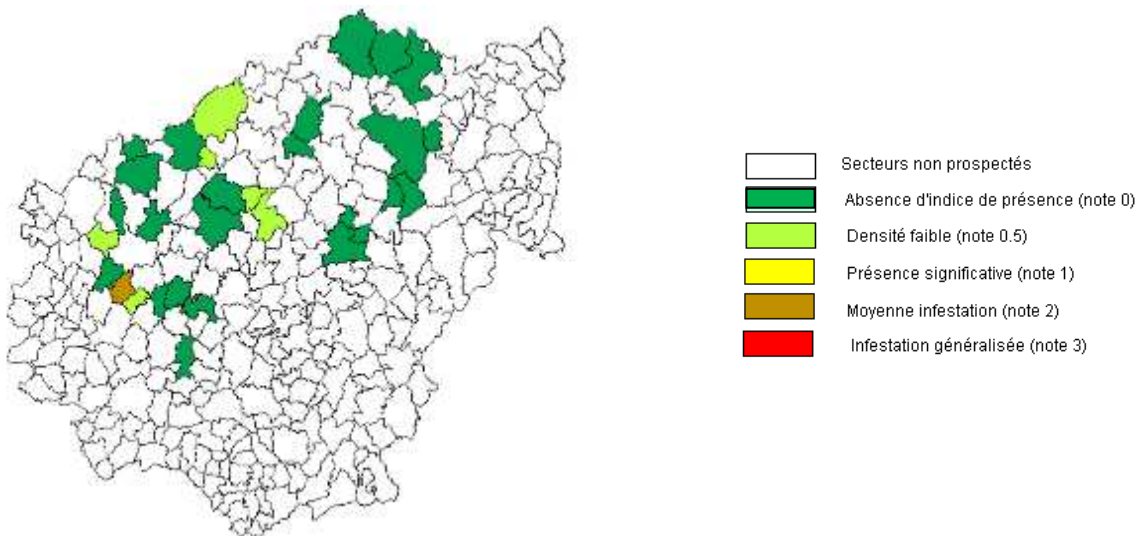 Secteurs non prospectés
Absence d'indice de présence (note 0)
Densité faible (note 0.5)
Présence significative (note 1)
Moyenne infestation (note 2)
Infestation généralisée (note 3)